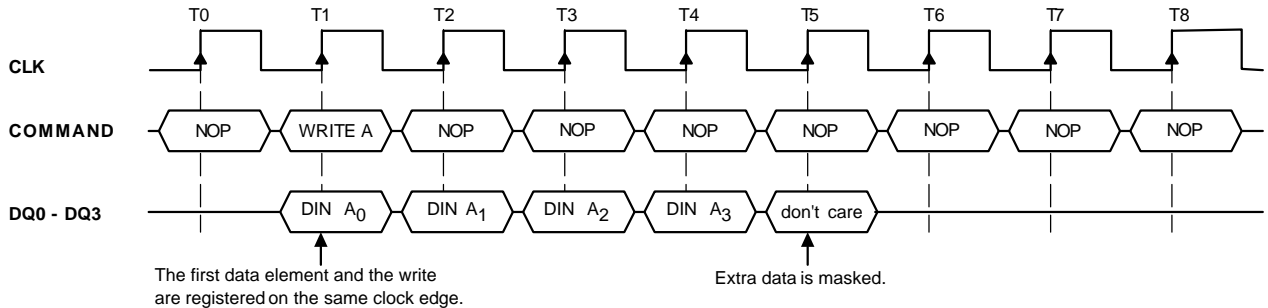 T0 T1 T2 T3 T4 T5 T6 T7 T8
CLK
COMMAND NOP WRITE A NOP NOP NOP NOP NOP NOP NOP
DQ0 - DQ3 DIN A0 DIN A1 DIN A2 DIN A3 don't care
The first data element and the write
are registered on the same clock edge.
Extra data is masked.